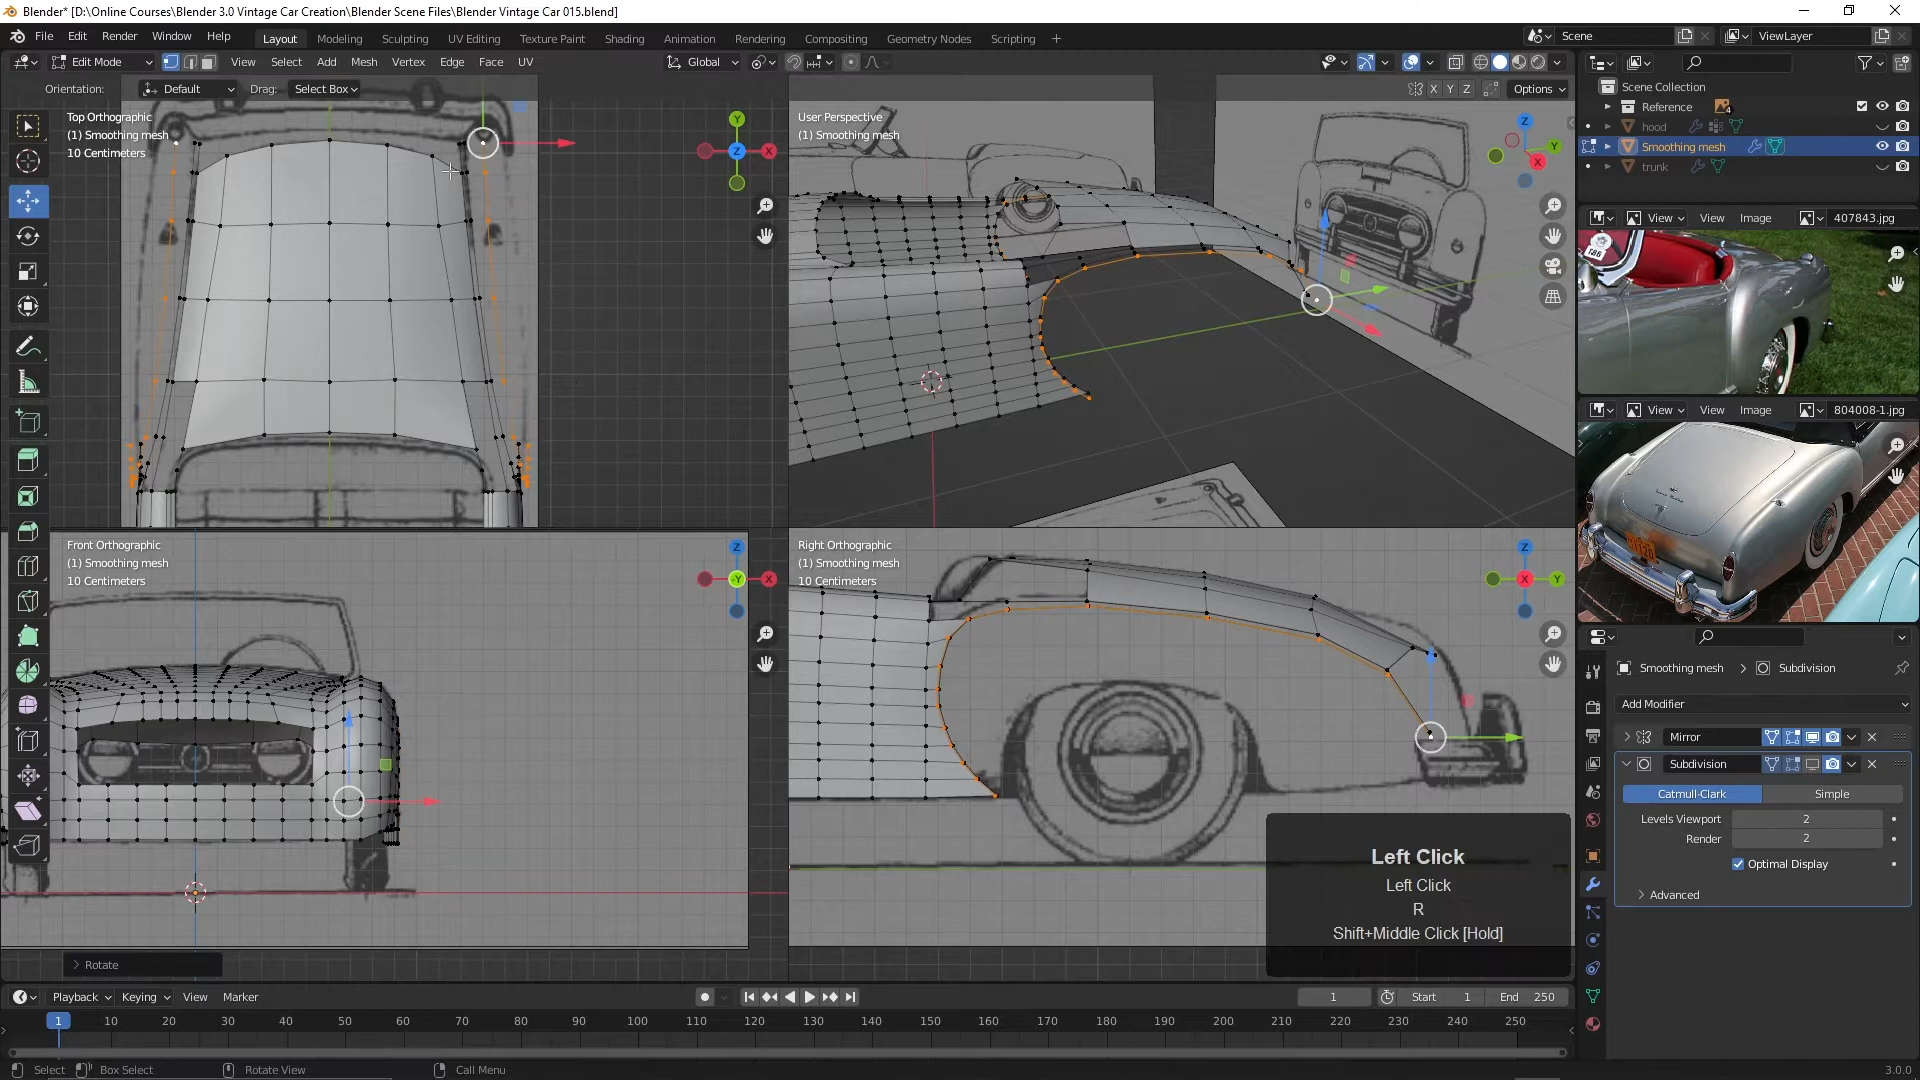 Blender* [D:\Online Courses\Blender 3.0 Vintage Car Creation\Blender Scene Files\Blender Vintage Car 015.blend]
File Edit Render Window Help Layout Modeling Sculpting UV Editing Texture Paint Shading Animation Rendering Compositing Geometry Nodes Scripting Scene ViewLayer
Edit Mode View Select Add Mesh Vertex Edge Face UV Global
Orientation: Default Drag: Select Box X Y Z Options
Scene Collection
Reference
hood
Smoothing mesh
trunk
Top Orthographic
(1) Smoothing mesh
10 Centimeters
User Perspective
(1) Smoothing mesh
View View Image 407843.jpg
View View Image 804008-1.jpg
Front Orthographic
(1) Smoothing mesh
10 Centimeters
Right Orthographic
(1) Smoothing mesh
10 Centimeters
Smoothing mesh Subdivision
Add Modifier
Mirror
Subdivision
Catmull-Clark Simple
Levels Viewport 2
Render 2
Optimal Display
Advanced
Left Click
Left Click
R
Shift+Middle Click [Hold]
Rotate
Playback Keying View Marker 1 Start 1 End 250
1 10 20 30 40 50 60 70 80 90 100 110 120 130 140 150 160 170 180 190 200 210 220 230 240 250
Select Box Select Rotate View Call Menu 3.0.0